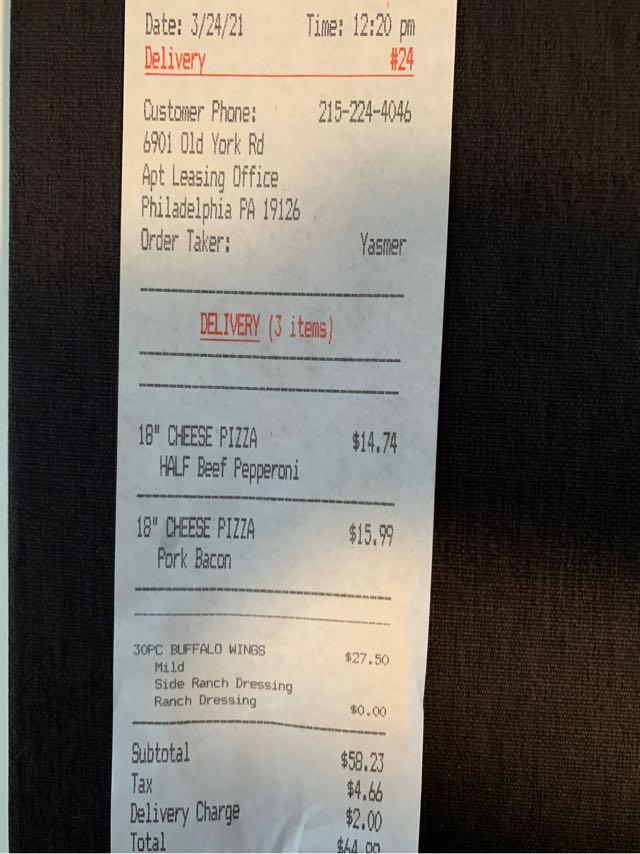 Date: 3/24/21 Time: 12:20 pm
Delivery #24
Customer Phone: 215-224-4046
6901 Old York Rd
Apt Leasing Office
Philadelphia PA 19126
Order Taker: Yasmer
DELIVERY (3 items)
18" CHEESE PIZZA $14.74
HALF Beef Pepperoni
18" CHEESE PIZZA $15.99
Pork Bacon
30PC BUFFALO WINGS $27.50
Mild
Side Ranch Dressing
Ranch Dressing $0.00
Subtotal $58.23
Tax $4.66
Delivery Charge $2.00
Total